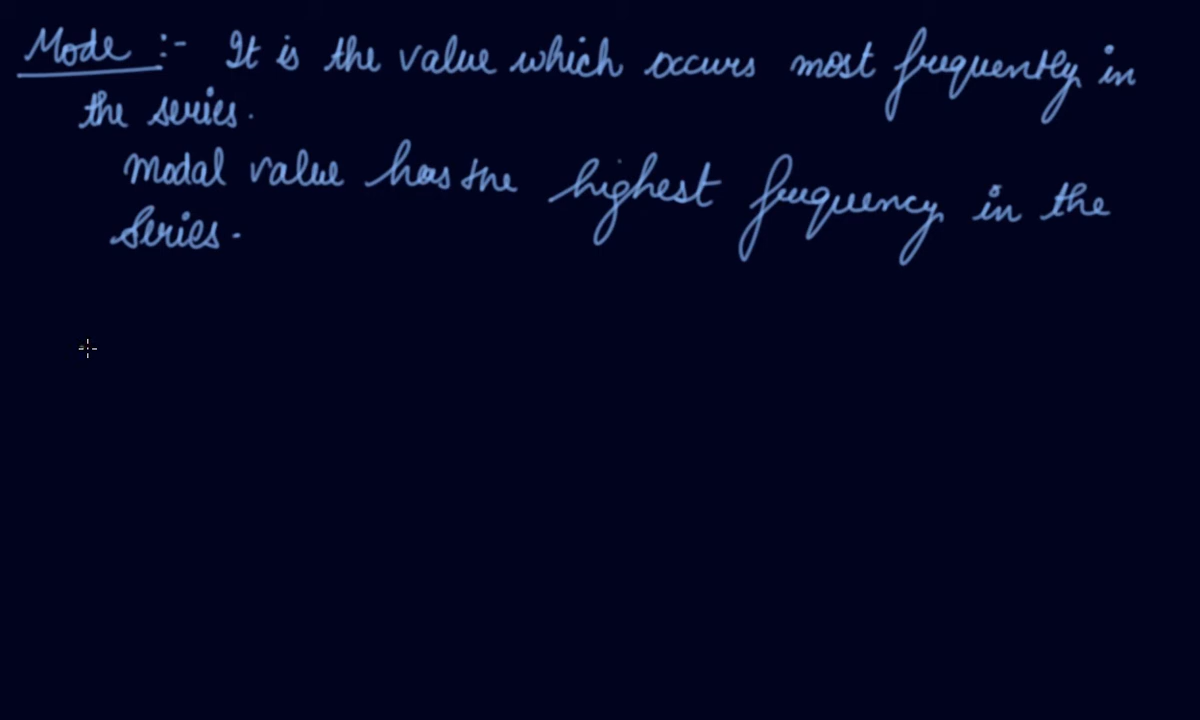 Mode :- It is the value which occurs most frequently in
the series.
Modal value has the highest frequency in the
Series.